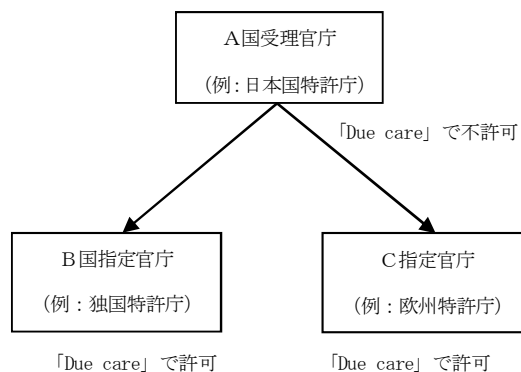 A国受理官庁
(例：日本国特許庁)
「Due care」で不許可
B国指定官庁
(例：独国特許庁)
C指定官庁
(例：欧州特許庁)
「Due care」で許可
「Due care」で許可